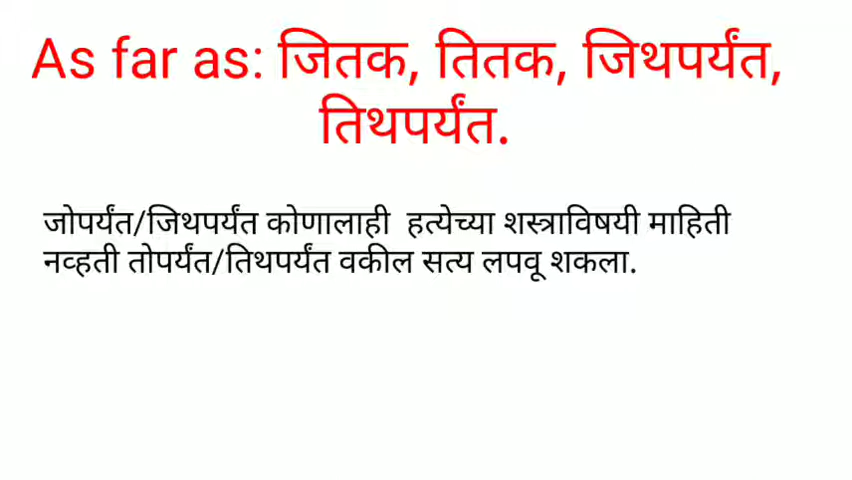 As far as: जितक, तितक, जिथपर्यंत,
तिथपर्यंत.
जोपर्यंत/जिथपर्यंत कोणालाही हत्येच्या शस्त्राविषयी माहिती
नव्हती तोपर्यंत/तिथपर्यंत वकील सत्य लपवू शकला.